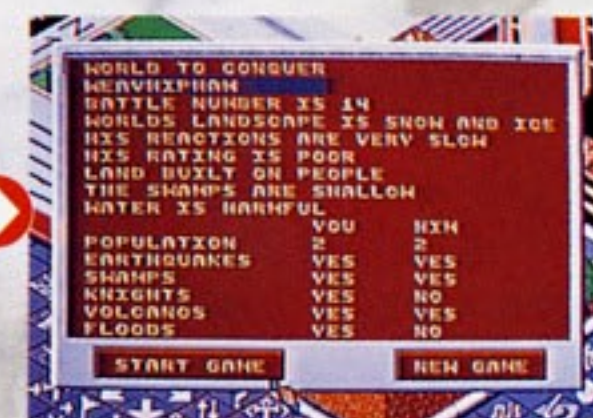 WORLD TO CONQUER
WEAVHIPHAM
BATTLE NUMBER IS 14
WORLDS LANDSCAPE IS SNOW AND ICE
HIS REACTIONS ARE VERY SLOW
HIS RATING IS POOR
LAND BUILT ON PEOPLE
THE SWAMPS ARE SHALLOW
WATER IS HARMFUL
YOU HIM
POPULATION 2 2
EARTHQUAKES YES YES
SWAMPS YES YES
KNIGHTS YES NO
VOLCANOS YES YES
FLOODS YES NO
START GAME NEW GAME